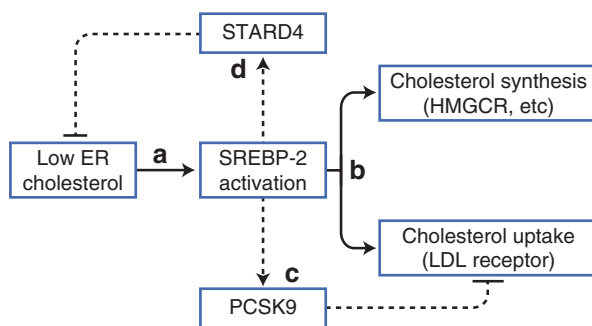 STARD4
d
Cholesterol synthesis
(HMGCR, etc)
Low ER
cholesterol
a
SREBP-2
activation
b
Cholesterol uptake
(LDL receptor)
c
PCSK9